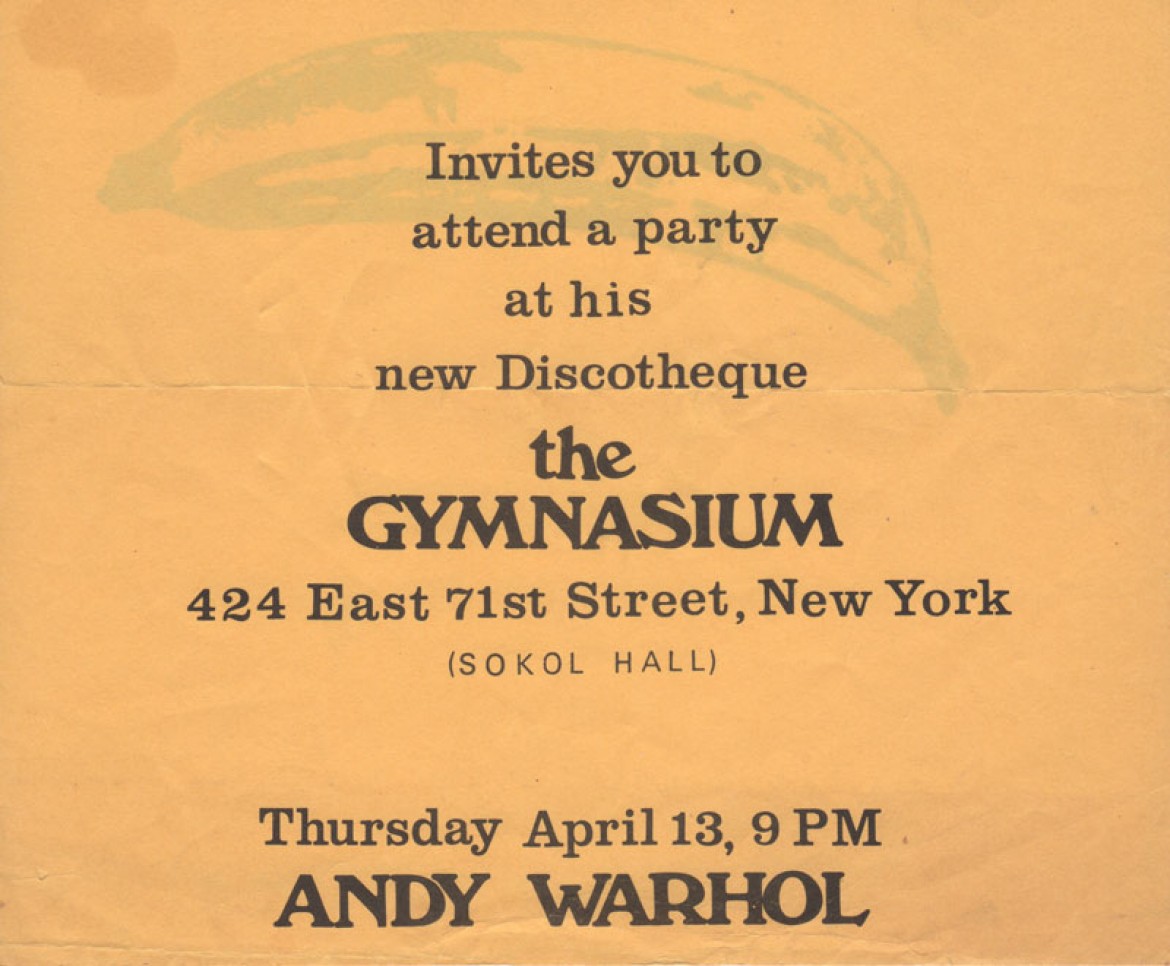 Invites you to
attend a party
at his
new Discotheque
the
GYMNASIUM
424 East 71st Street, New York
(SOKOL HALL)
Thursday April 13, 9 PM
ANDY WARHOL